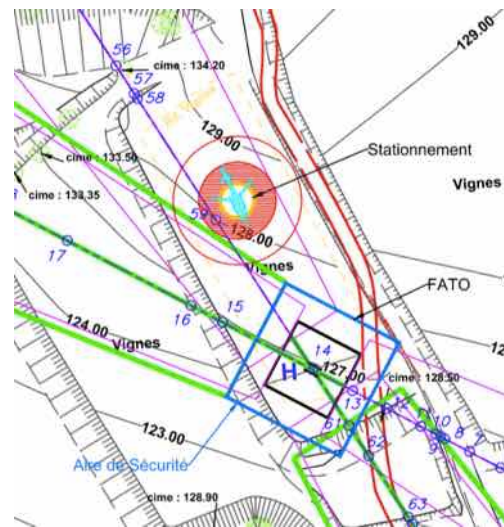 56
cime : 134.20
57
58
129.00
129.00
Stationnement
cime : 133.50
cime : 133.35
Vignes
59
128.00
17
Vignes
FATO
16
15
124.00
Vignes
14
H
127.00
cime : 128.50
13
12
61
10
8
7
9
123.00
62
Aire de Sécurité
cime : 128.90
63